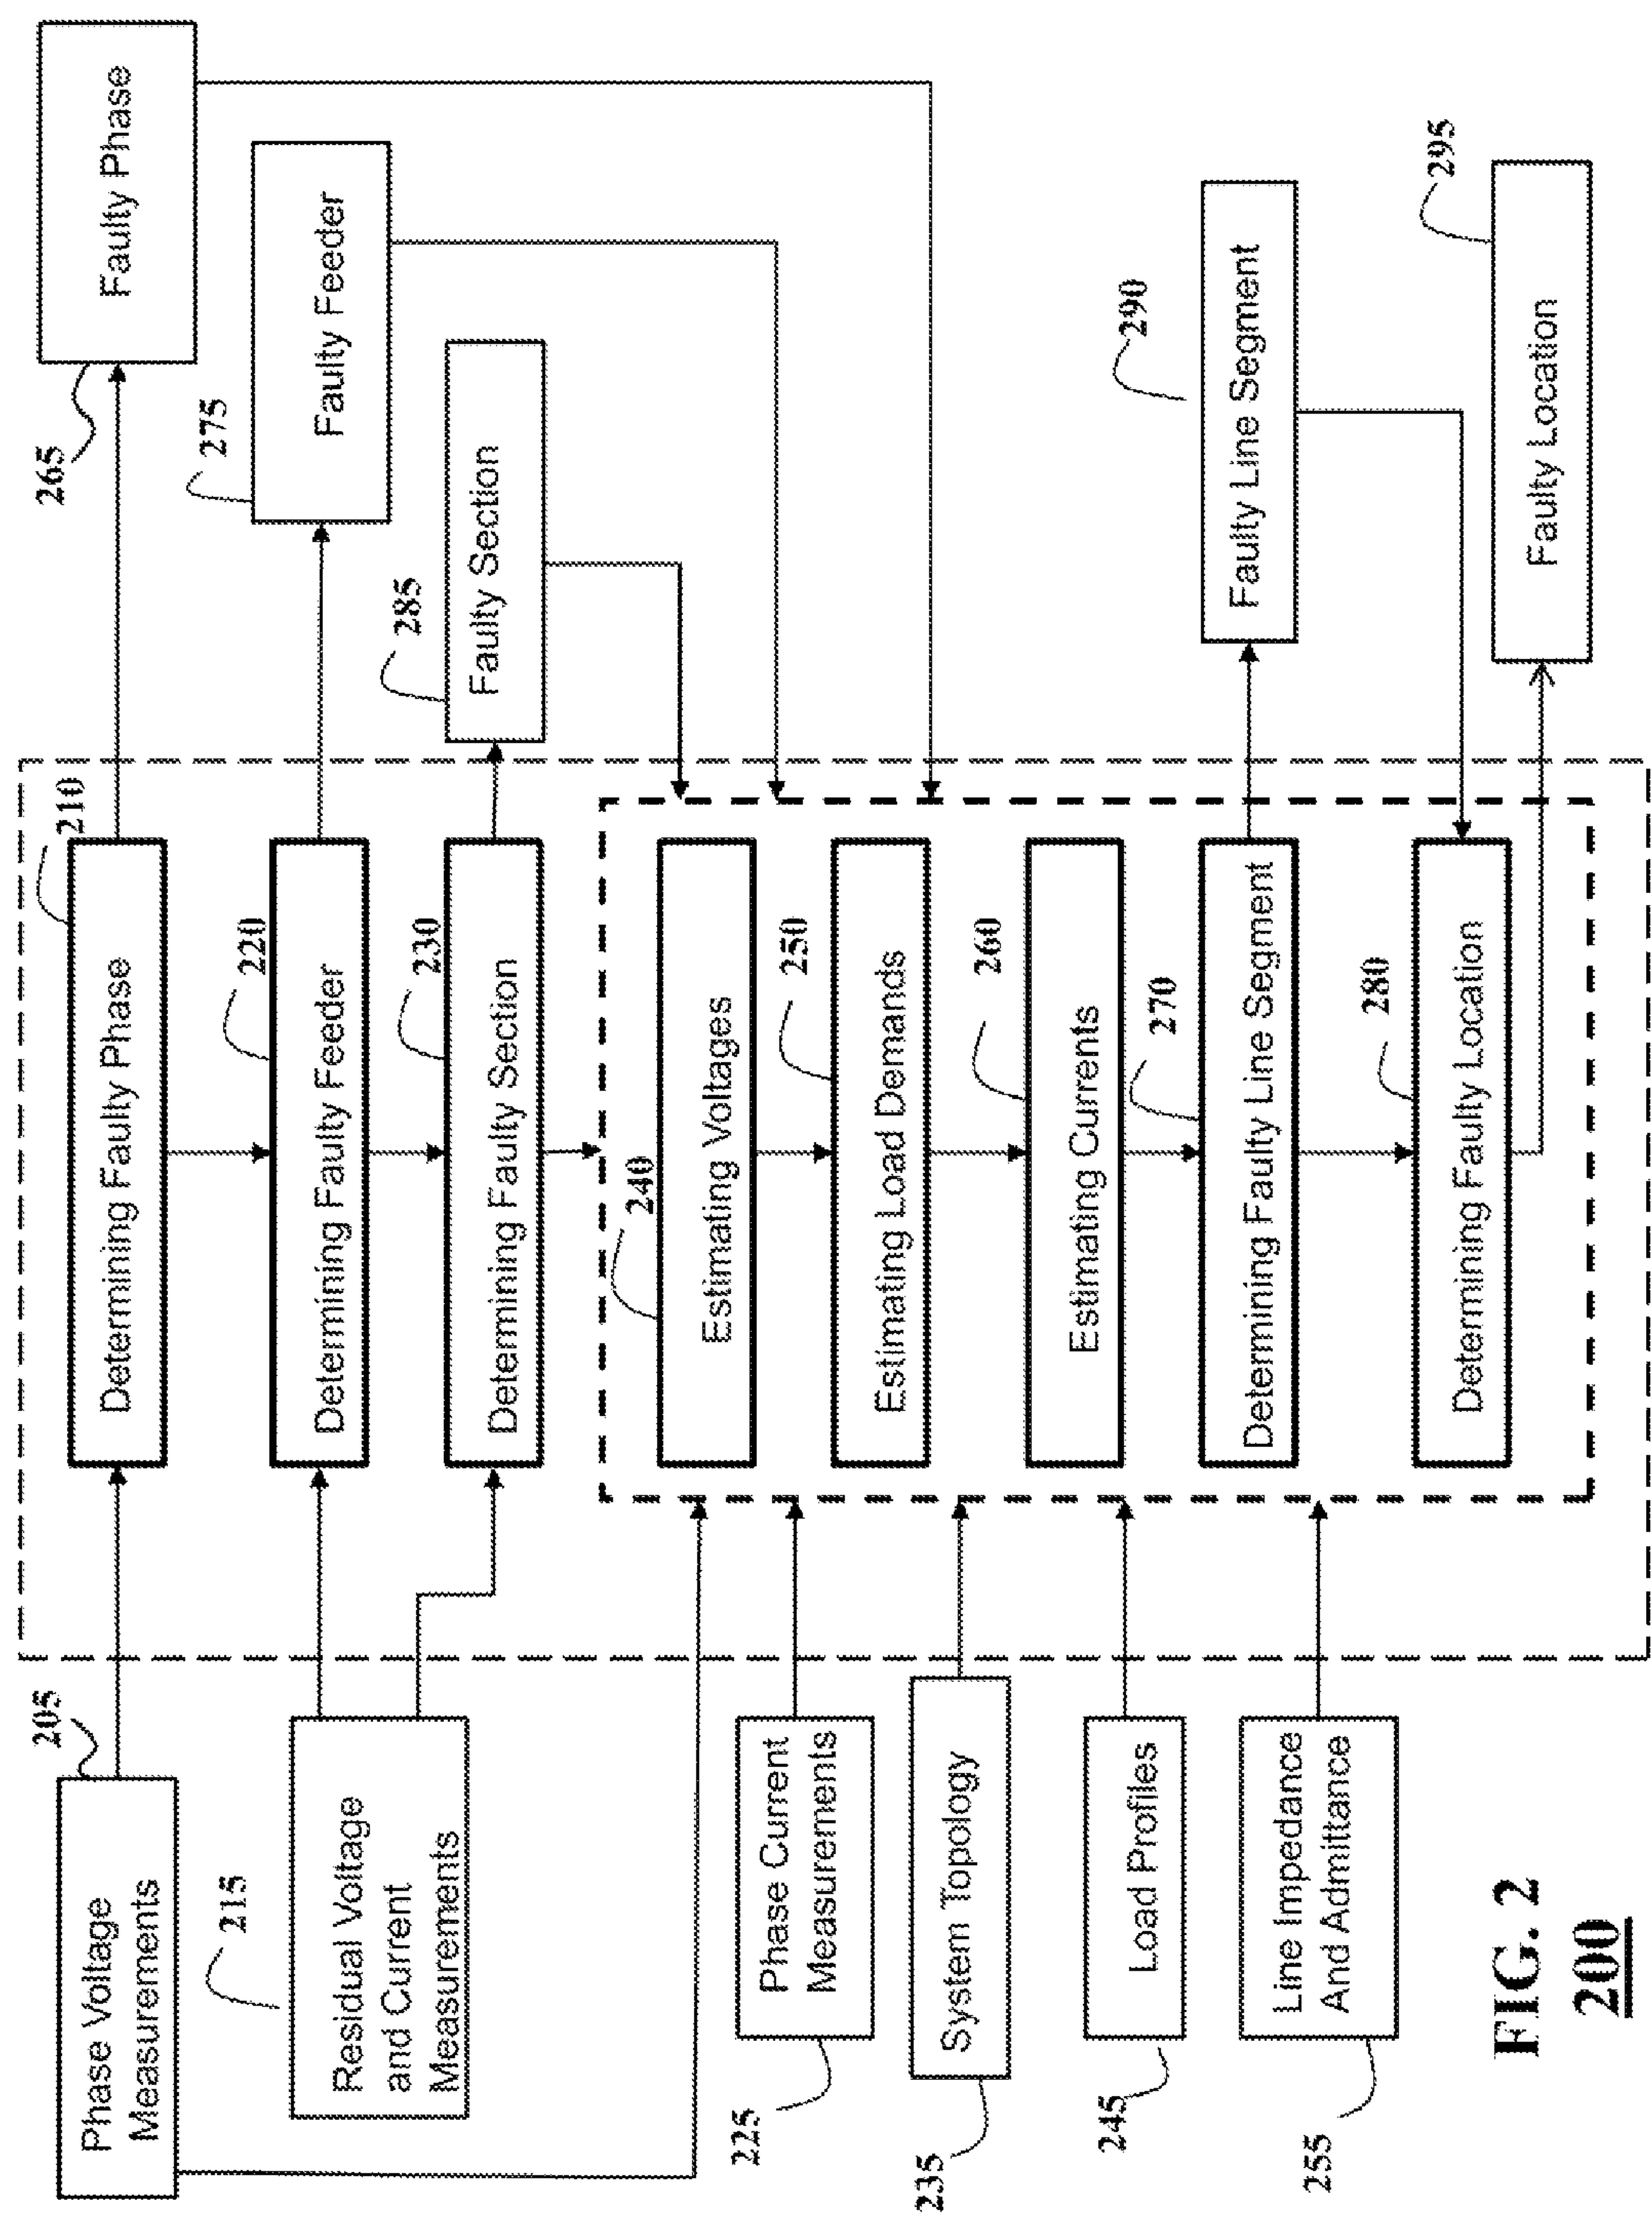 205
Phase Voltage
Measurements
210
Determining Faulty Phase
265
Faulty Phase
215
Residual Voltage
and Current
Measurements
220
Determining Faulty Feeder
275
Faulty Feeder
230
Determining Faulty Section
285
Faulty Section
240
Estimating Voltages
225
Phase Current
Measurements
250
Estimating Load Demands
235
System Topology
260
Estimating Currents
245
Load Profiles
270
Determining Faulty Line Segment
290
Faulty Line Segment
255
Line Impedance
And Admittance
280
Determining Faulty Location
295
Faulty Location
FIG. 2
200